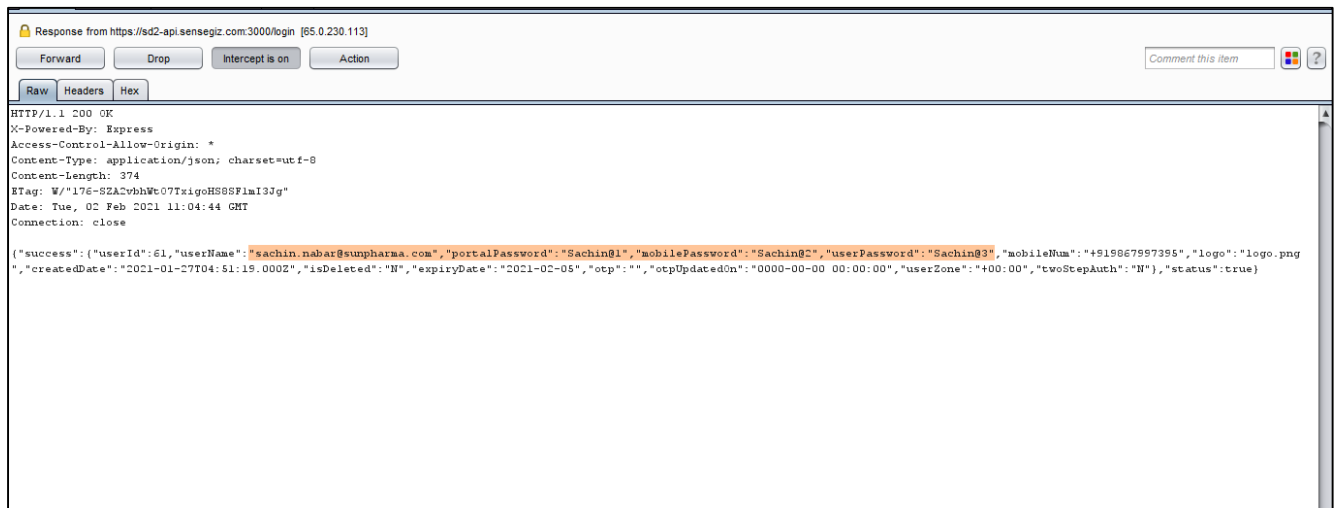 Response from https://sd2-api.sensegiz.com:3000/login [65.0.230.113]
Forward Drop Intercept is on Action Comment this item ?
Raw Headers Hex
HTTP/1.1 200 OK
X-Powered-By: Express
Access-Control-Allow-Origin: *
Content-Type: application/json; charset=utf-8
Content-Length: 374
ETag: W/"176-SZA2vbhWt07TxigoHS8SFlmI3Jg"
Date: Tue, 02 Feb 2021 11:04:44 GMT
Connection: close
{"success":{"userId":61,"userName":"sachin.nabar@sunpharma.com","portalPassword":"Sachin@1","mobilePassword":"Sachin@2","userPassword":"Sachin@3","mobileNum":"+919867997395","logo":"logo.png
","createdDate":"2021-01-27T04:51:19.000Z","isDeleted":"N","expiryDate":"2021-02-05","otp":"","otpUpdatedOn":"0000-00-00 00:00:00","userZone":"+00:00","twoStepAuth":"N"},"status":true}